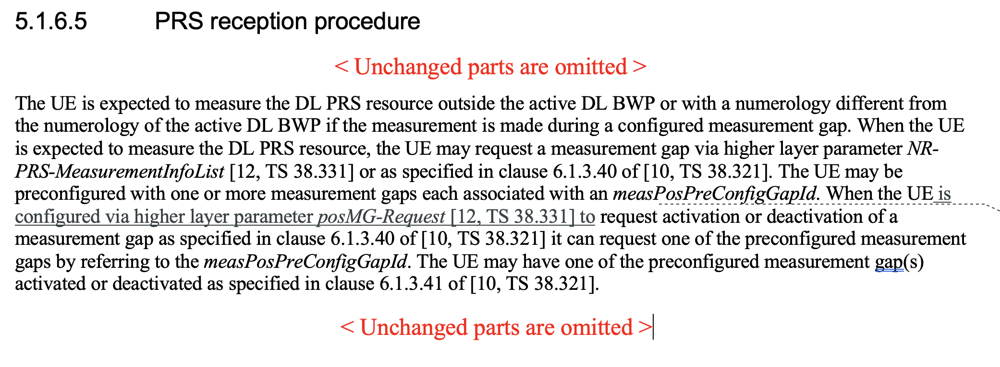 5.1.6.5 PRS reception procedure
< Unchanged parts are omitted >
The UE is expected to measure the DL PRS resource outside the active DL BWP or with a numerology different from
the numerology of the active DL BWP if the measurement is made during a configured measurement gap. When the UE
is expected to measure the DL PRS resource, the UE may request a measurement gap via higher layer parameter NR-
PRS-MeasurementInfoList [12, TS 38.331] or as specified in clause 6.1.3.40 of [10, TS 38.321]. The UE may be
preconfigured with one or more measurement gaps each associated with an measPosPreConfigGapId. When the UE is
configured via higher layer parameter posMG-Request [12, TS 38.331] to request activation or deactivation of a
measurement gap as specified in clause 6.1.3.40 of [10, TS 38.321] it can request one of the preconfigured measurement
gaps by referring to the measPosPreConfigGapId. The UE may have one of the preconfigured measurement gap(s)
activated or deactivated as specified in clause 6.1.3.41 of [10, TS 38.321].
< Unchanged parts are omitted >